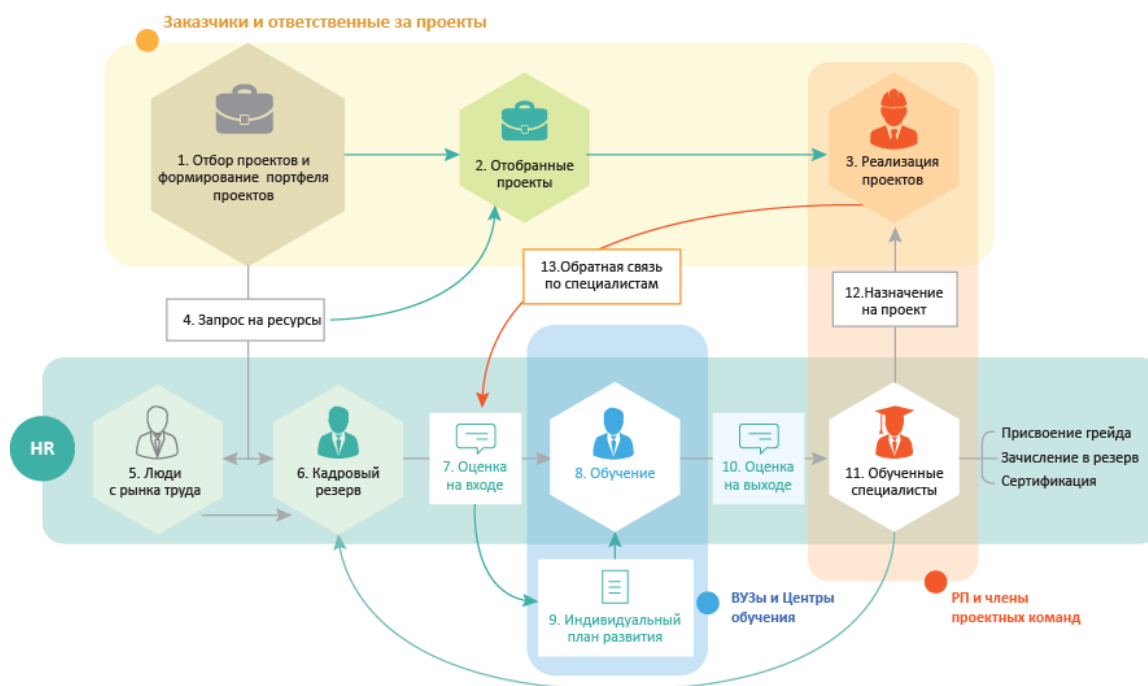 Заказчики и ответственные за проекты
1. Отбор проектов и
формирование портфеля
проектов
2. Отобранные
проекты
3. Реализация
проектов
13.Обратная связь
по специалистам
12.Назначение
на проект
4. Запрос на ресурсы
HR
5. Люди
с рынка труда
6. Кадровый
резерв
7. Оценка
на входе
8. Обучение
10. Оценка
на выходе
11. Обученные
специалисты
Присвоение грейда
Зачисление в резерв
Сертификация
9. Индивидуальный
план развития
ВУЗы и Центры
обучения
РП и члены
проектных команд